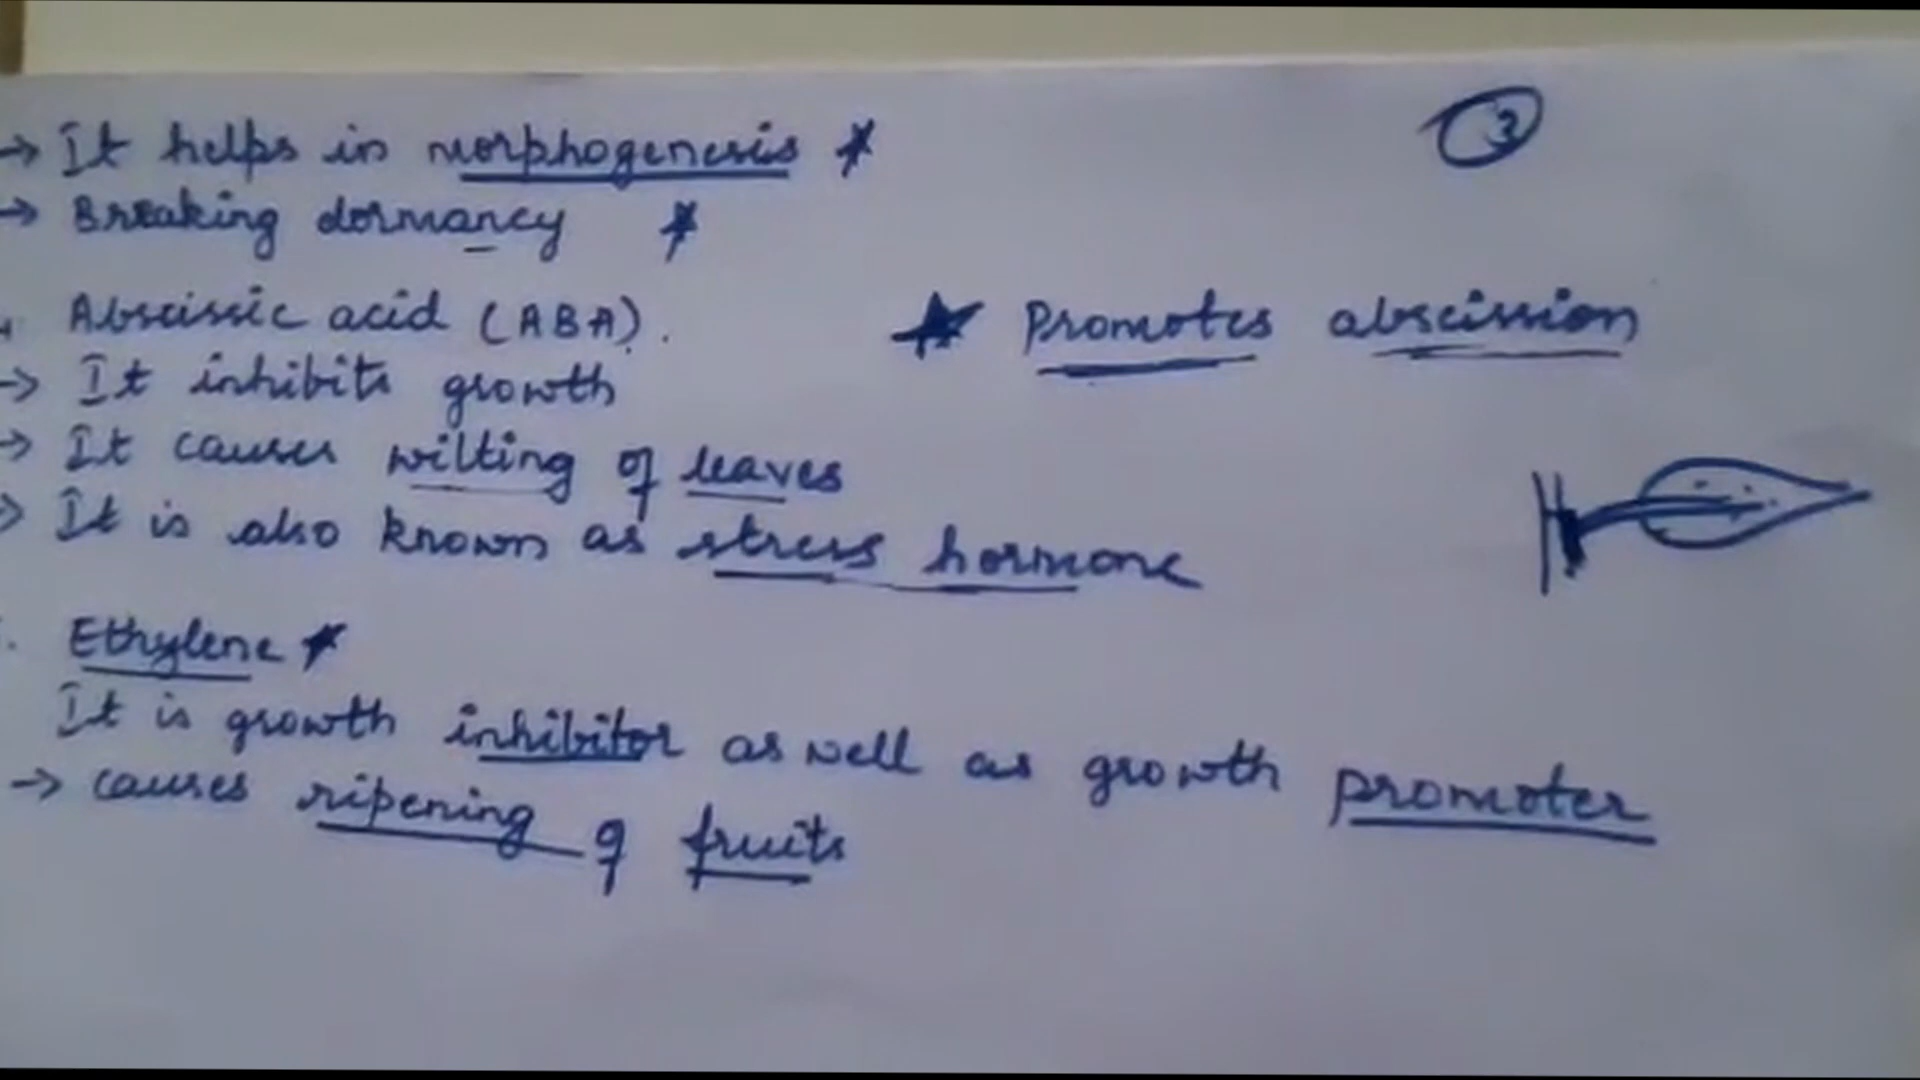 3
→ It helps in morphogenesis *
→ Breaking dormancy *
Abscissic acid (ABA).
★ Promotes abscission
→ It inhibits growth
→ It causes wilting of leaves
→ It is also known as stress hormone
Ethylene ★
It is growth inhibitor as well as growth promoter
→ causes ripening of fruits